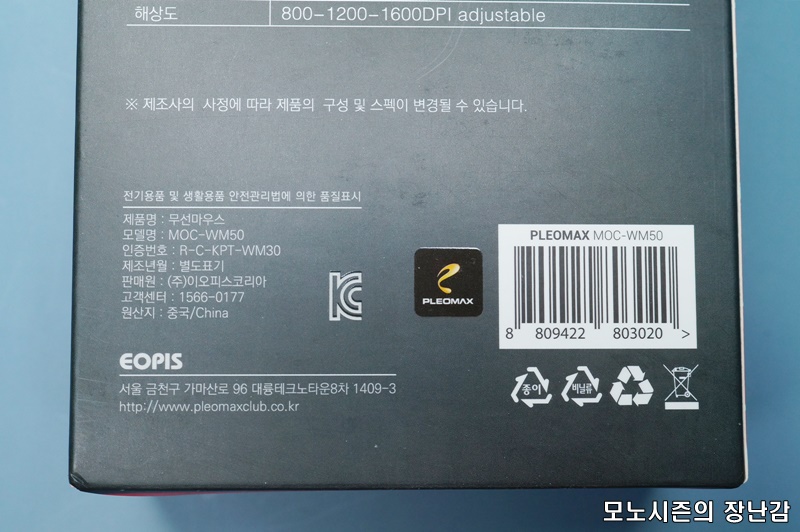 해상도 800-1200-1600DPI adjustable
※ 제조사의 사정에 따라 제품의 구성 및 스펙이 변경될 수 있습니다.
전기용품 및 생활용품 안전관리법에 의한 품질표시
제품명 : 무선마우스
모델명 : MOC-WM50
인증번호 : R-C-KPT-WM30
제조년월 : 별도표기
판매원 : (주)이오피스코리아
고객센터 : 1566-0177
원산지 : 중국/China
PLEOMAX
PLEOMAX MOC-WM50
8 809422 803020 >
EOPIS
서울 금천구 가마산로 96 대륭테크노타운8차 1409-3
http://www.pleomaxclub.co.kr
종이
비닐류
모노시즌의 장난감